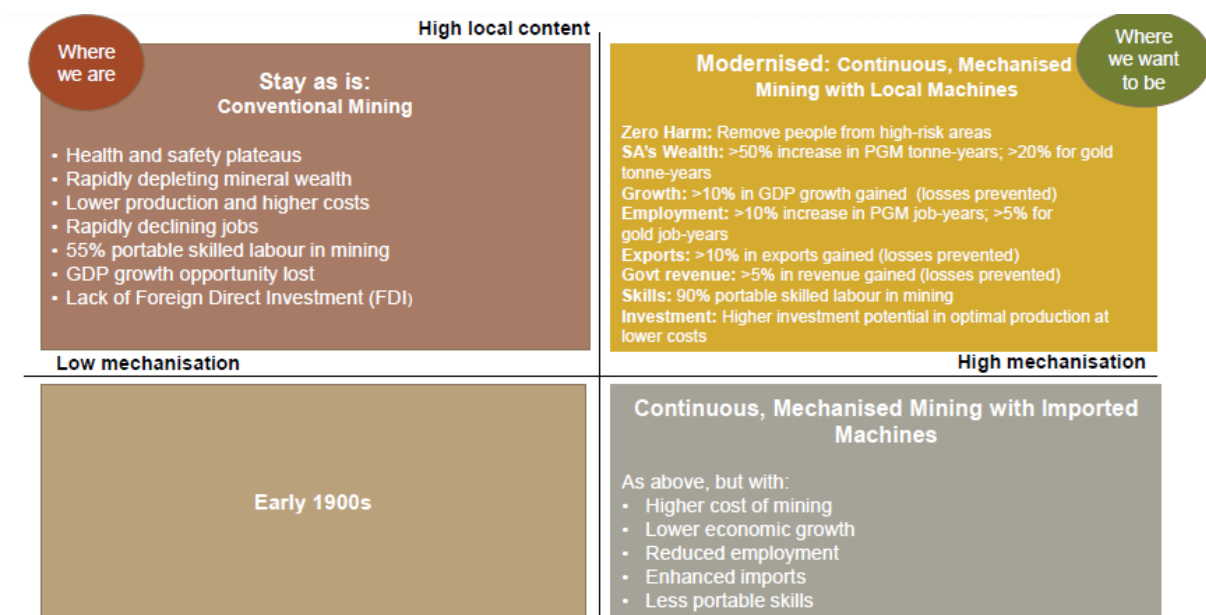 High local content
Where
we are
Stay as is:
Conventional Mining
• Health and safety plateaus
• Rapidly depleting mineral wealth
• Lower production and higher costs
• Rapidly declining jobs
• 55% portable skilled labour in mining
• GDP growth opportunity lost
• Lack of Foreign Direct Investment (FDI)
Where
we want
to be
Modernised: Continuous, Mechanised
Mining with Local Machines
Zero Harm: Remove people from high-risk areas
SA's Wealth: >50% increase in PGM tonne-years; >20% for gold
tonne-years
Growth: >10% in GDP growth gained (losses prevented)
Employment: >10% increase in PGM job-years; >5% for
gold job-years
Exports: >10% in exports gained (losses prevented)
Govt revenue: >5% in revenue gained (losses prevented)
Skills: 90% portable skilled labour in mining
Investment: Higher investment potential in optimal production at
lower costs
Low mechanisation
High mechanisation
Early 1900s
Continuous, Mechanised Mining with Imported
Machines
As above, but with:
• Higher cost of mining
• Lower economic growth
• Reduced employment
• Enhanced imports
• Less portable skills